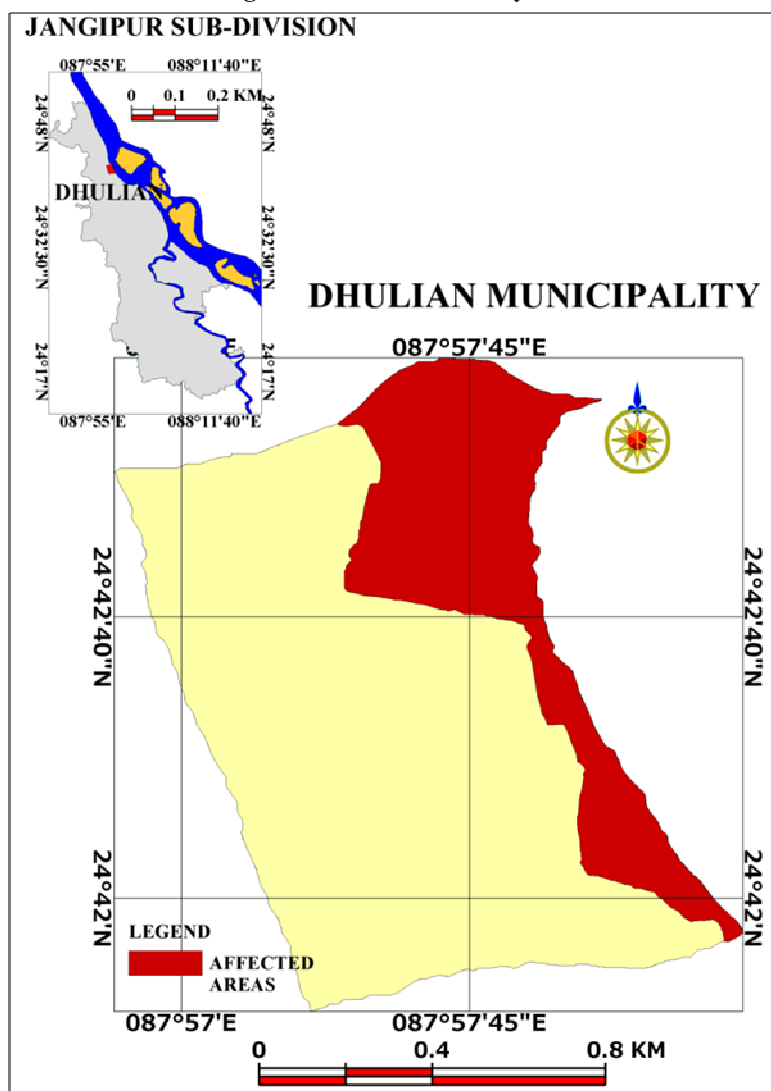 JANGIPUR SUB-DIVISION
087°55'E 088°11'40"E
0 0.1 0.2 KM
24°48'N 24°48'N
DHULIAN
24°32'30"N 24°32'30"N
24°17'N 24°17'N
087°55'E 088°11'40"E
DHULIAN MUNICIPALITY
E 087°57'45"E
24°42'40"N 24°42'40"N
24°42'N 24°42'N
LEGEND
AFFECTED
AREAS
087°57'E 087°57'45"E
0 0.4 0.8 KM